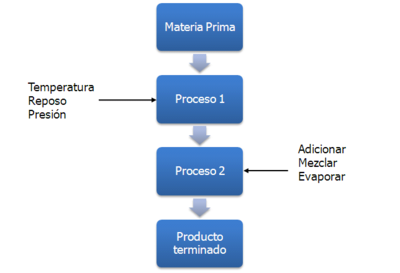 Materia Prima
Temperatura
Reposo
Presión
Proceso 1
Proceso 2
Adicionar
Mezclar
Evaporar
Producto
terminado